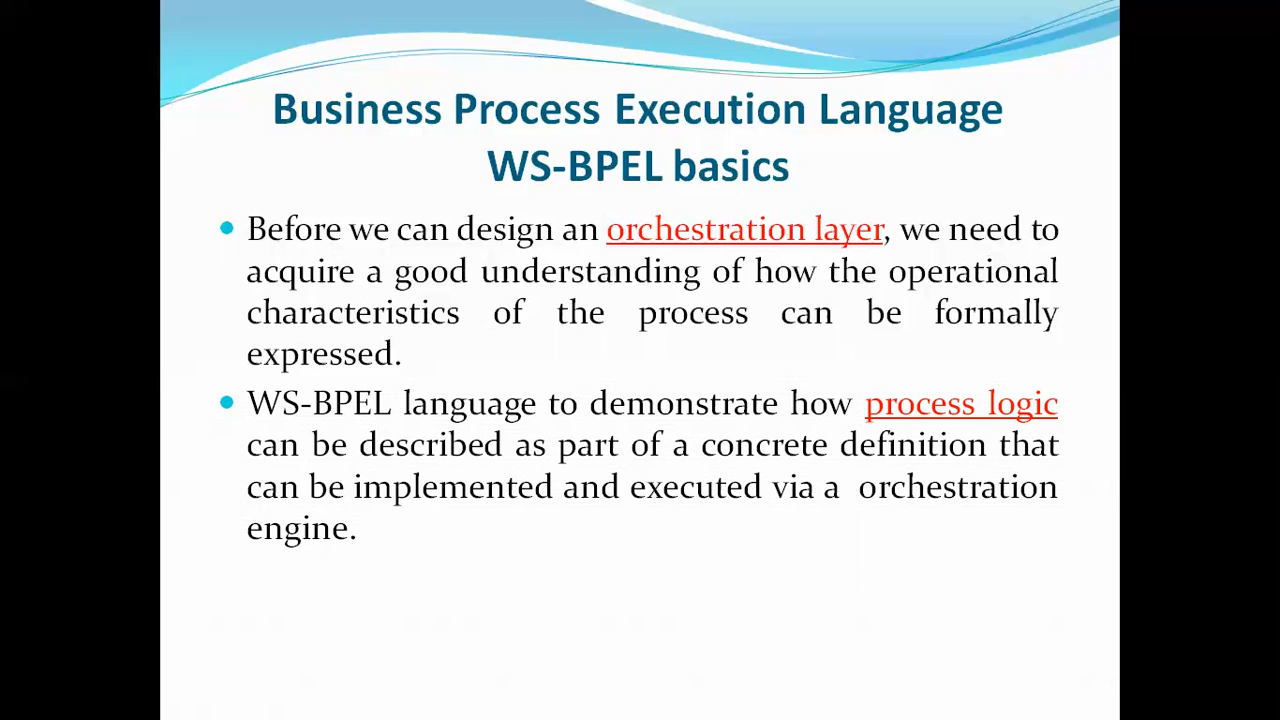 Business Process Execution Language
WS-BPEL basics
• Before we can design an orchestration layer, we need to
acquire a good understanding of how the operational
characteristics of the process can be formally
expressed.
• WS-BPEL language to demonstrate how process logic
can be described as part of a concrete definition that
can be implemented and executed via a orchestration
engine.